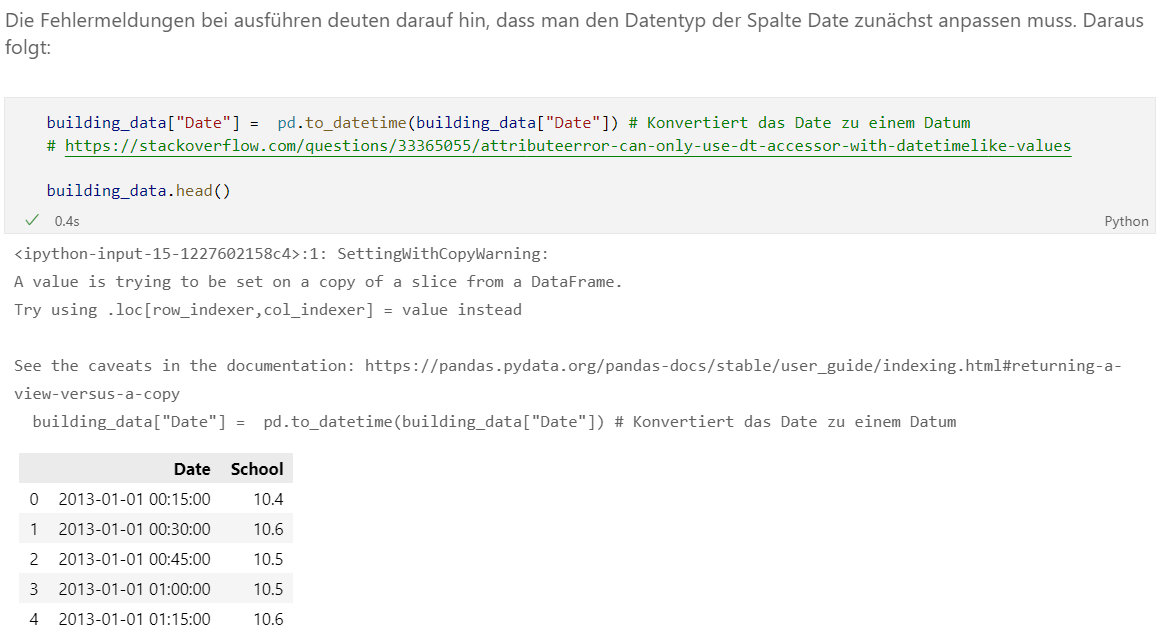 Die Fehlermeldungen bei ausführen deuten darauf hin, dass man den Datentyp der Spalte Date zunächst anpassen muss. Daraus
folgt:
building_data["Date"] =  pd.to_datetime(building_data["Date"]) # Konvertiert das Date zu einem Datum
# https://stackoverflow.com/questions/33365055/attributeerror-can-only-use-dt-accessor-with-datetimelike-values
building_data.head()
0.4s Python
<ipython-input-15-1227602158c4>:1: SettingWithCopyWarning:
A value is trying to be set on a copy of a slice from a DataFrame.
Try using .loc[row_indexer,col_indexer] = value instead
See the caveats in the documentation: https://pandas.pydata.org/pandas-docs/stable/user_guide/indexing.html#returning-a-
view-versus-a-copy
building_data["Date"] =  pd.to_datetime(building_data["Date"]) # Konvertiert das Date zu einem Datum
Date School
0 2013-01-01 00:15:00 10.4
1 2013-01-01 00:30:00 10.6
2 2013-01-01 00:45:00 10.5
3 2013-01-01 01:00:00 10.5
4 2013-01-01 01:15:00 10.6